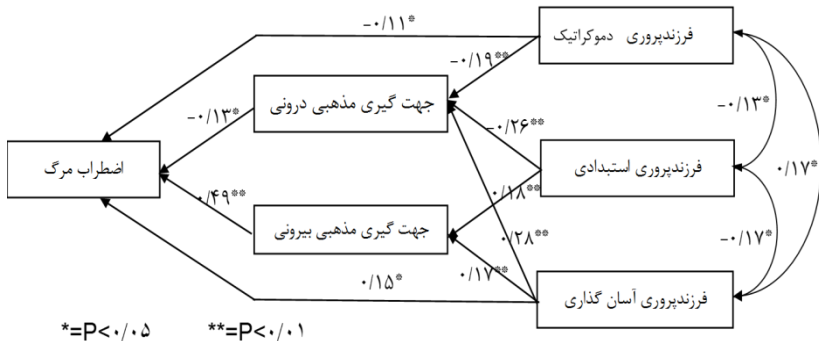 فرزندپروری دموکراتیک
-۰/۱۱*
-۰/۱۹**
جهت گیری مذهبی درونی
-۰/۱۳*
-۰/۱۳*
-۰/۲۶**
۰/۱۷*
اضطراب مرگ
فرزندپروری استبدادی
۰/۴۹**
۰/۱۸**
جهت گیری مذهبی بیرونی
۰/۲۸**
-۰/۱۷*
۰/۱۷**
۰/۱۵*
فرزندپروری آسان گذاری
*=P<۰/۰۵ **=P<۰/۰۱